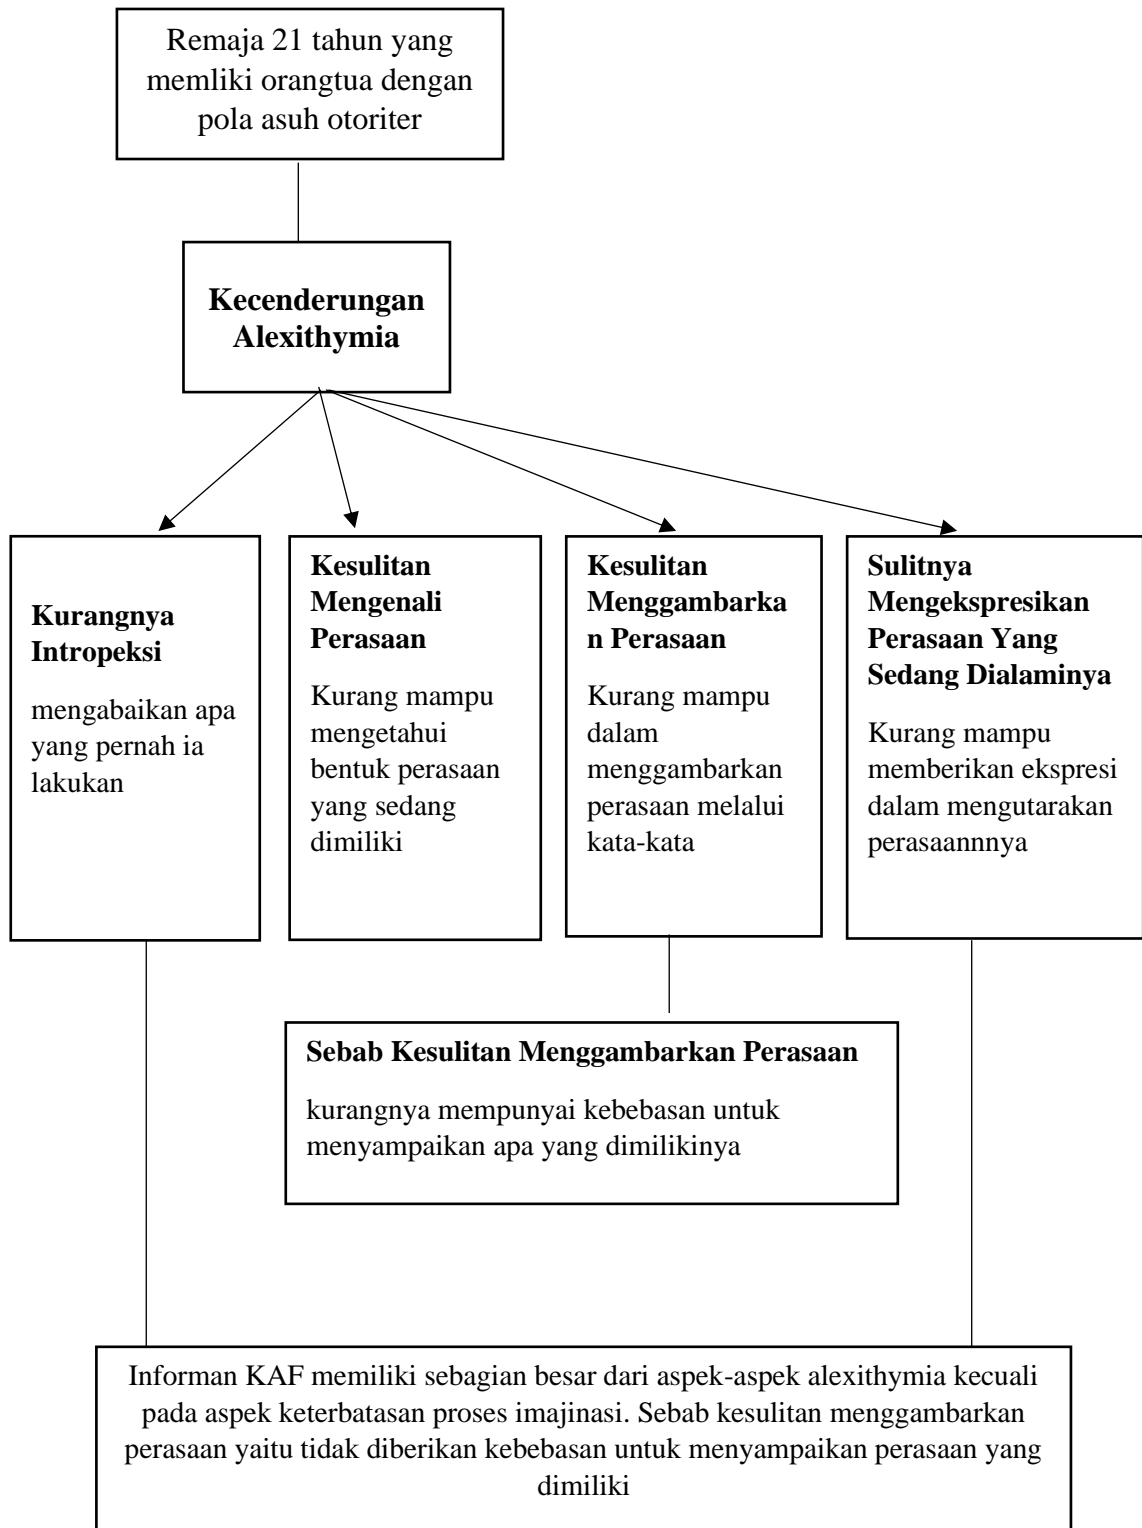 Remaja 21 tahun yang
memliki orangtua dengan
pola asuh otoriter
Kecenderungan
Alexithymia
Kurangnya
Intropeksi
mengabaikan apa
yang pernah ia
lakukan
Kesulitan
Mengenali
Perasaan
Kurang mampu
mengetahui
bentuk perasaan
yang sedang
dimiliki
Kesulitan
Menggambarka
n Perasaan
Kurang mampu
dalam
menggambarkan
perasaan melalui
kata-kata
Sulitnya
Mengekspresikan
Perasaan Yang
Sedang Dialaminya
Kurang mampu
memberikan ekspresi
dalam mengutarakan
perasaannnya
Sebab Kesulitan Menggambarkan Perasaan
kurangnya mempunyai kebebasan untuk
menyampaikan apa yang dimilikinya
Informan KAF memiliki sebagian besar dari aspek-aspek alexithymia kecuali
pada aspek keterbatasan proses imajinasi. Sebab kesulitan menggambarkan
perasaan yaitu tidak diberikan kebebasan untuk menyampaikan perasaan yang
dimiliki